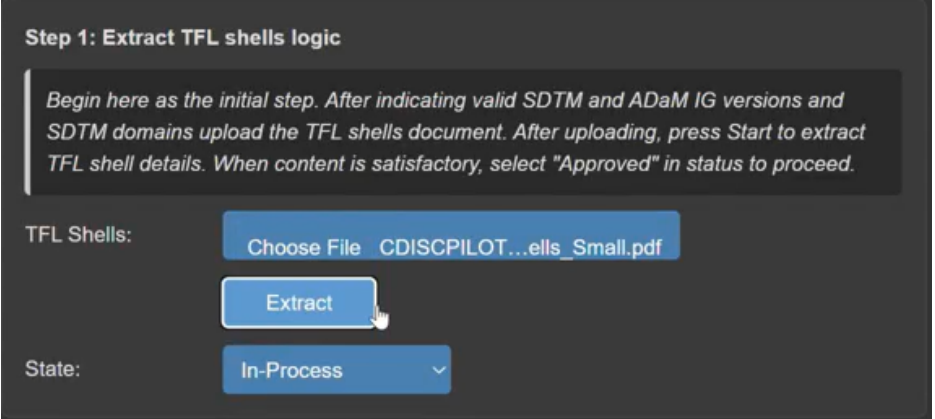 Step 1: Extract TFL shells logic
Begin here as the initial step. After indicating valid SDTM and ADaM IG versions and
SDTM domains upload the TFL shells document. After uploading, press Start to extract
TFL shell details. When content is satisfactory, select "Approved" in status to proceed.
TFL Shells:
Choose File CDISCPILOT…ells_Small.pdf
Extract
State:
In-Process